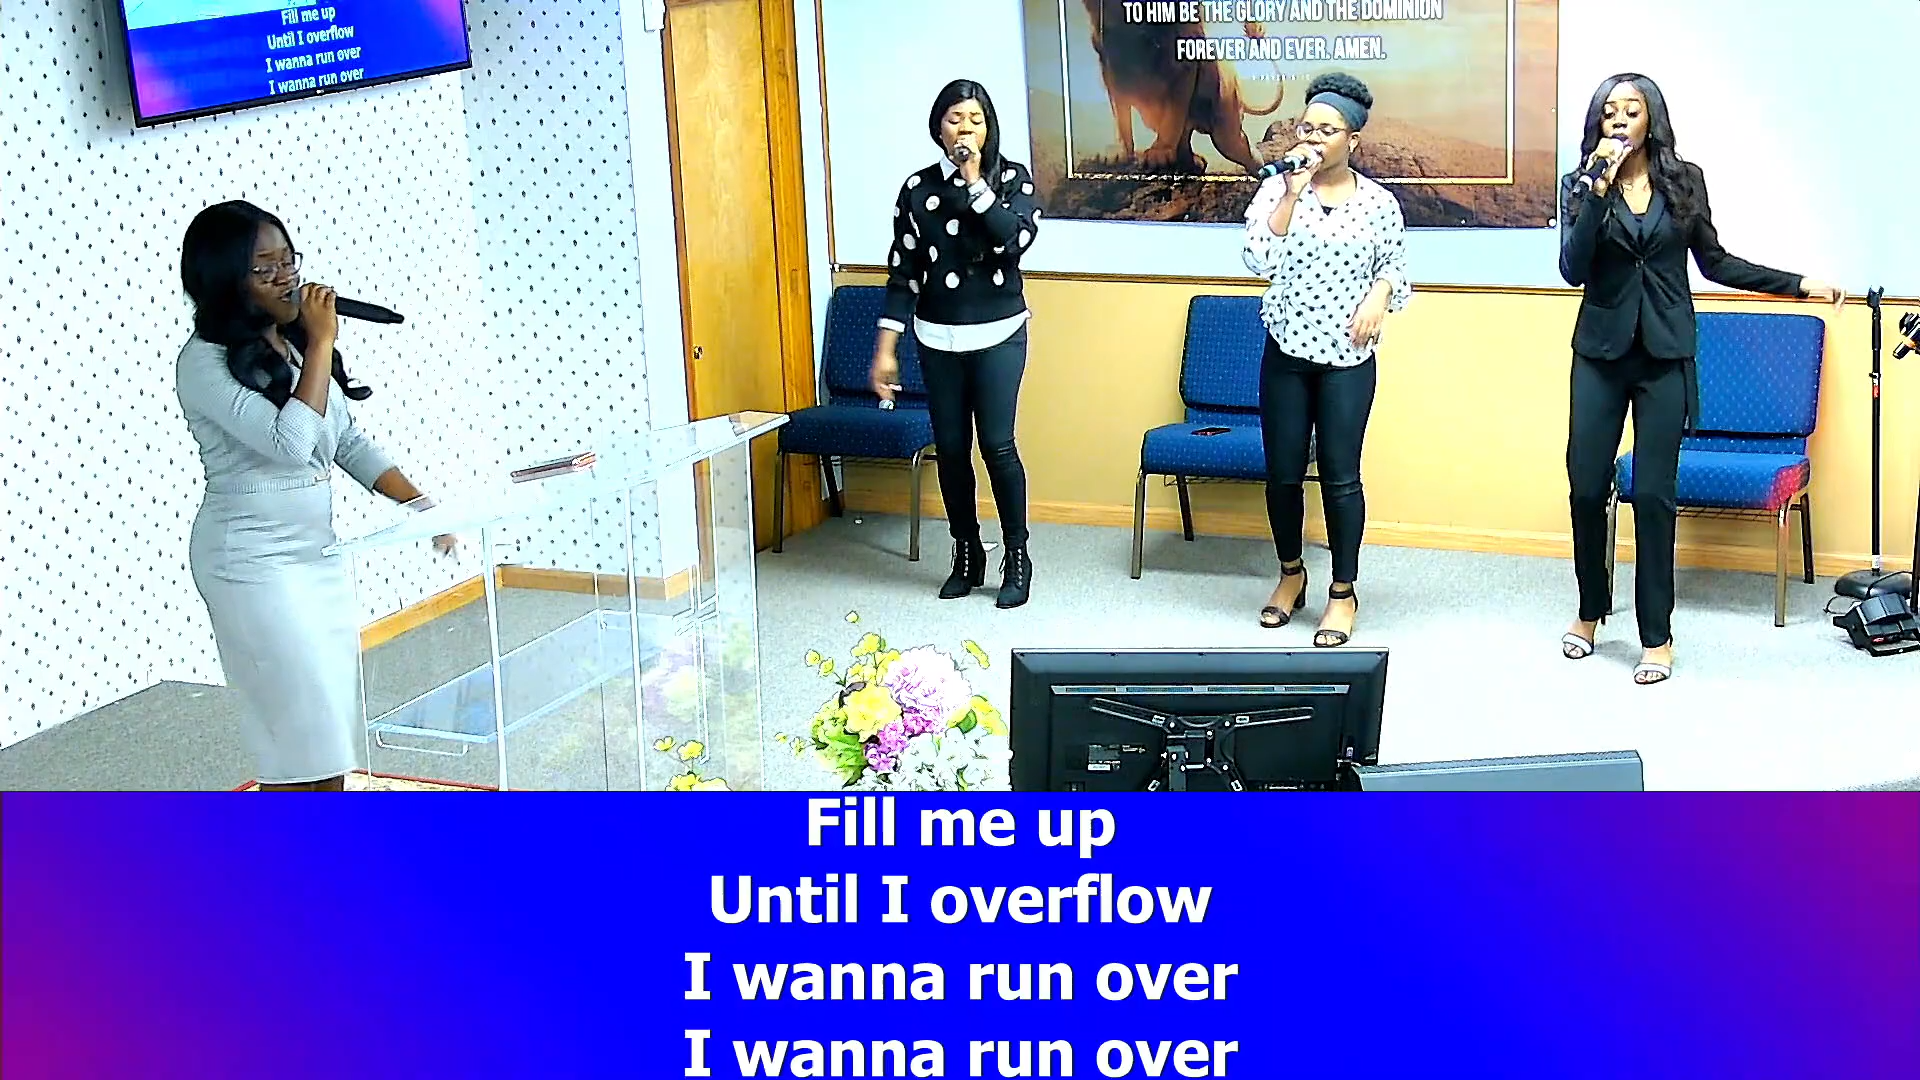 Fill me up
Until I overflow
I wanna run over
I wanna run over
TO HIM BE THE GLORY AND THE DOMINION
FOREVER AND EVER. AMEN.
Fill me up
Until I overflow
I wanna run over
I wanna run over